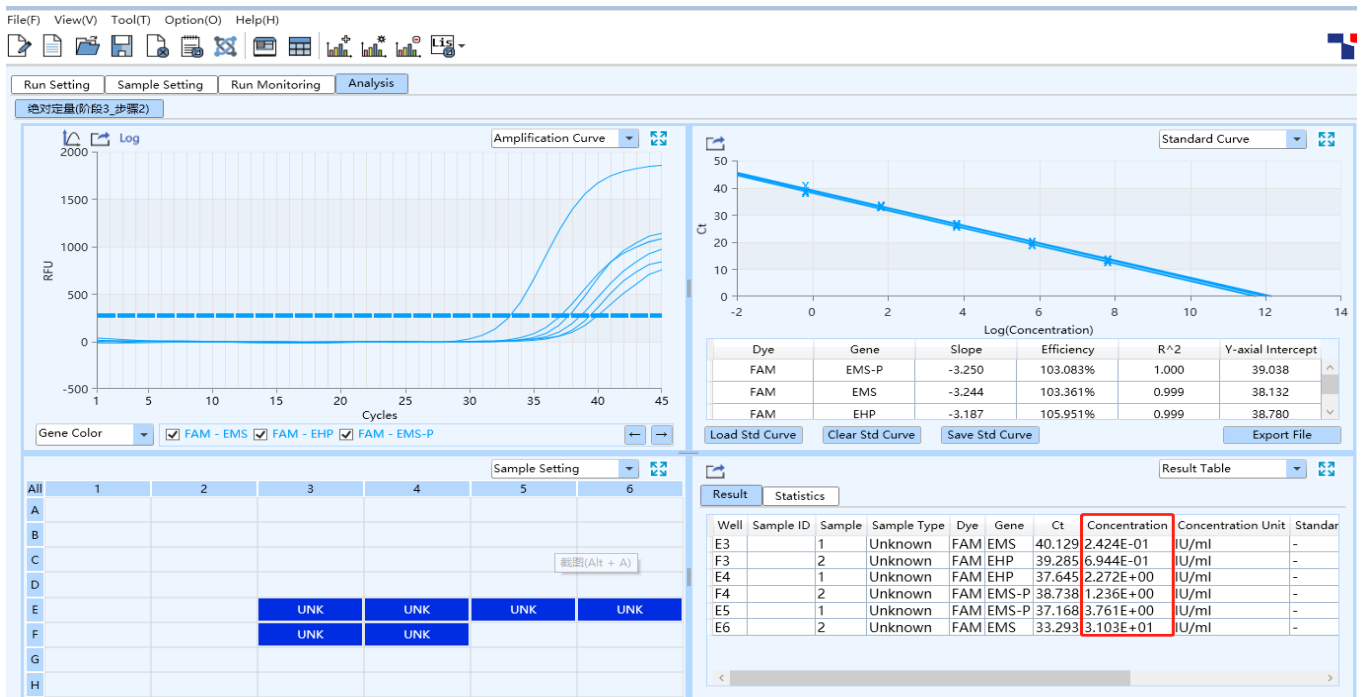 File(F) View(V) Tool(T) Option(O) Help(H)
Lis
Run Setting Sample Setting Run Monitoring Analysis
绝对定量(阶段3_步骤2)
Log Amplification Curve
2000
1500
1000
500
0
-500
RFU
1 5 10 15 20 25 30 35 40 45
Cycles
Gene Color FAM - EMS FAM - EHP FAM - EMS-P ← →
Standard Curve
50
40
30
20
10
0
Ct
-2 0 2 4 6 8 10 12 14
Log(Concentration)
Dye Gene Slope Efficiency R^2 Y-axial Intercept
FAM EMS-P -3.250 103.083% 1.000 39.038
FAM EMS -3.244 103.361% 0.999 38.132
FAM EHP -3.187 105.951% 0.999 38.780
Load Std Curve Clear Std Curve Save Std Curve Export File
Sample Setting
All 1 2 3 4 5 6
A
B
C
截图(Alt + A)
D
E UNK UNK UNK UNK
F UNK UNK
G
H
Result Table
Result Statistics
Well Sample ID Sample Sample Type Dye Gene Ct Concentration Concentration Unit Standar
E3 1 Unknown FAM EMS 40.129 2.424E-01 IU/ml -
F3 2 Unknown FAM EHP 39.285 6.944E-01 IU/ml -
E4 1 Unknown FAM EHP 37.645 2.272E+00 IU/ml -
F4 2 Unknown FAM EMS-P 38.738 1.236E+00 IU/ml -
E5 1 Unknown FAM EMS-P 37.168 3.761E+00 IU/ml -
E6 2 Unknown FAM EMS 33.293 3.103E+01 IU/ml -